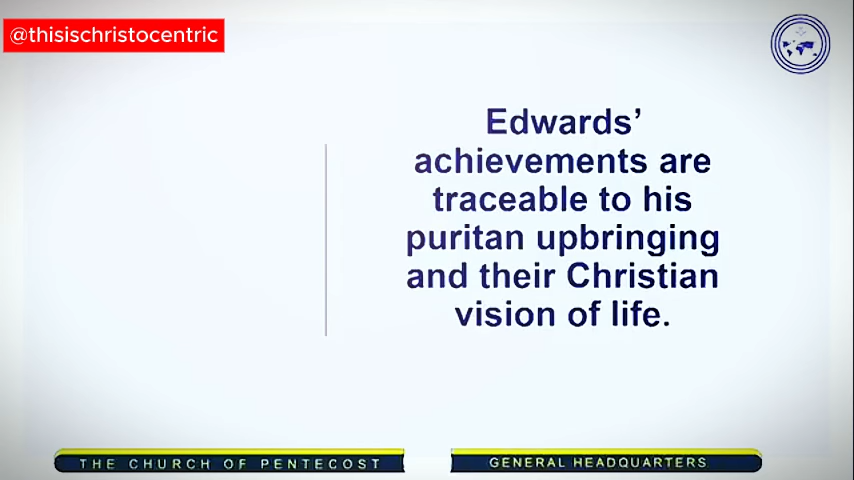 @thisischristocentric
Edwards’
achievements are
traceable to his
puritan upbringing
and their Christian
vision of life.
THE CHURCH OF PENTECOST
GENERAL HEADQUARTERS